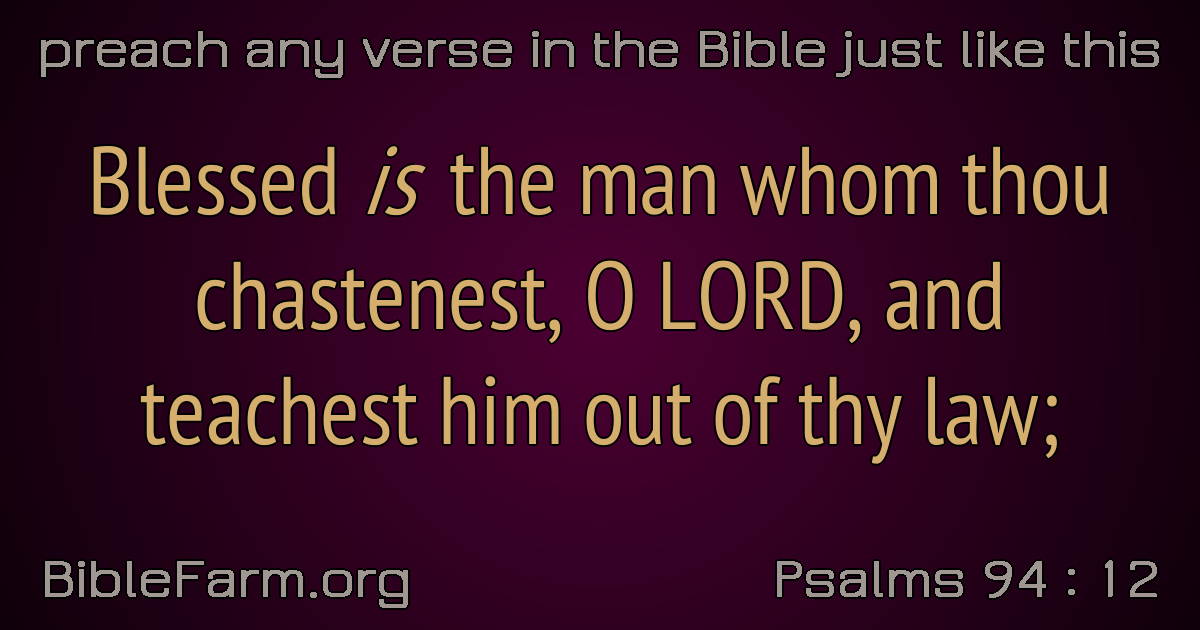 preach any verse in the Bible just like this
Blessed is the man whom thou
chastenest, O LORD, and
teachest him out of thy law;
BibleFarm.org
Psalms 94 : 12